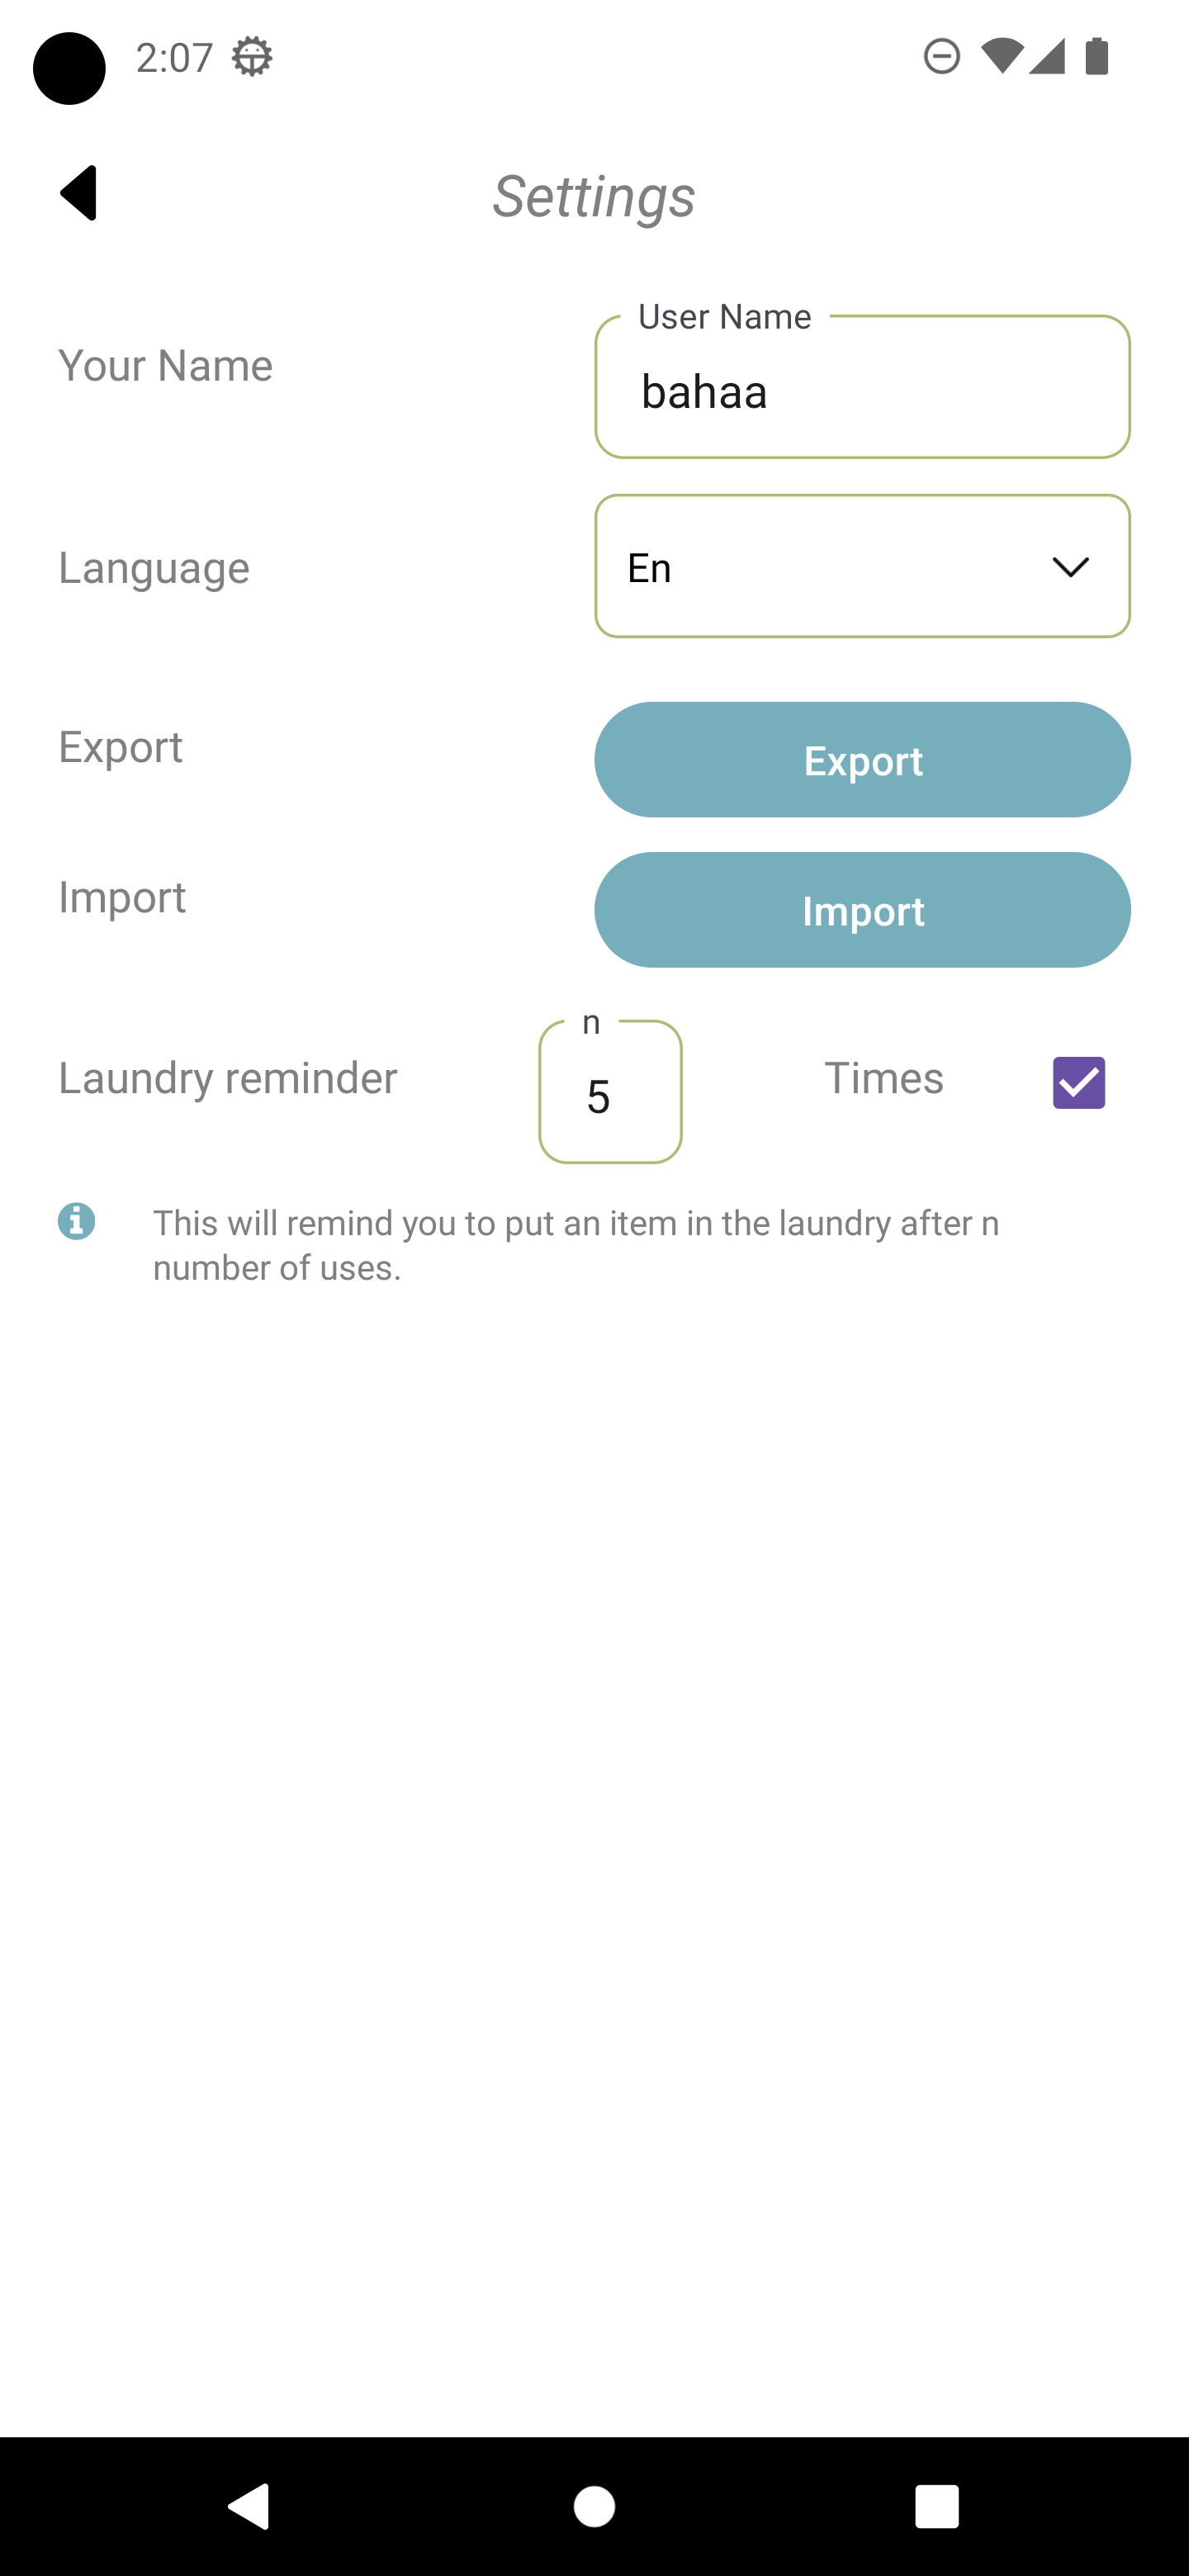 2:07
Settings
Your Name
User Name
bahaa
Language
En
Export
Export
Import
Import
Laundry reminder
n
5
Times
This will remind you to put an item in the laundry after n
number of uses.